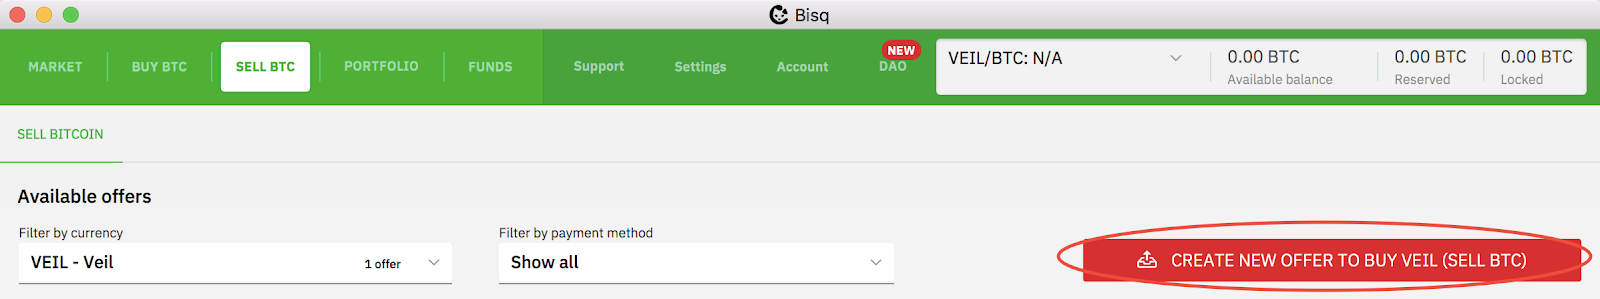 Bisq
MARKET
BUY BTC
SELL BTC
PORTFOLIO
FUNDS
Support
Settings
Account
NEW
DAO
VEIL/BTC: N/A
0.00 BTC
Available balance
0.00 BTC
Reserved
0.00 BTC
Locked
SELL BITCOIN
Available offers
Filter by currency
VEIL - Veil 1 offer
Filter by payment method
Show all
CREATE NEW OFFER TO BUY VEIL (SELL BTC)